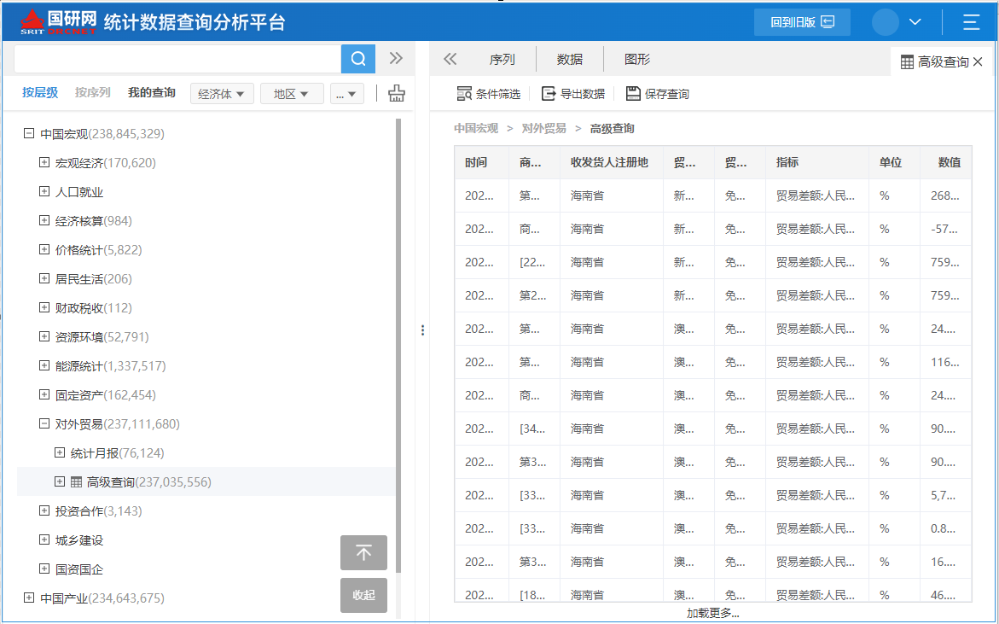 国研网 统计数据查询分析平台
SRIT DRCNET
回到旧版
按层级 按序列 我的查询 经济体 地区 ...
中国宏观(238,845,329)
宏观经济(170,620)
人口就业
经济核算(984)
价格统计(5,822)
居民生活(206)
财政税收(112)
资源环境(52,791)
能源统计(1,337,517)
固定资产(162,454)
对外贸易(237,111,680)
统计月报(76,124)
高级查询(237,035,556)
投资合作(3,143)
城乡建设
国资国企
中国产业(234,643,675)
收起
序列 数据 图形 高级查询
条件筛选 导出数据 保存查询
中国宏观 > 对外贸易 > 高级查询
时间 商... 收发货人注册地 贸... 贸... 指标 单位 数值
202... 第... 海南省 新... 免... 贸易差额:人民... % 268...
202... 商... 海南省 新... 免... 贸易差额:人民... % -57...
202... [22... 海南省 新... 免... 贸易差额:人民... % 759...
202... 第2... 海南省 新... 免... 贸易差额:人民... % 759...
202... 第... 海南省 澳... 免... 贸易差额:人民... % 24....
202... 第... 海南省 澳... 免... 贸易差额:人民... % 116...
202... 商... 海南省 澳... 免... 贸易差额:人民... % 24....
202... [34... 海南省 澳... 免... 贸易差额:人民... % 90....
202... 第3... 海南省 澳... 免... 贸易差额:人民... % 90....
202... [33... 海南省 澳... 免... 贸易差额:人民... % 5,7...
202... [33... 海南省 澳... 免... 贸易差额:人民... % 0.8...
202... 第3... 海南省 澳... 免... 贸易差额:人民... % 16....
202... [18... 海南省 澳... 免... 贸易差额:人民... % 46....
加载更多...